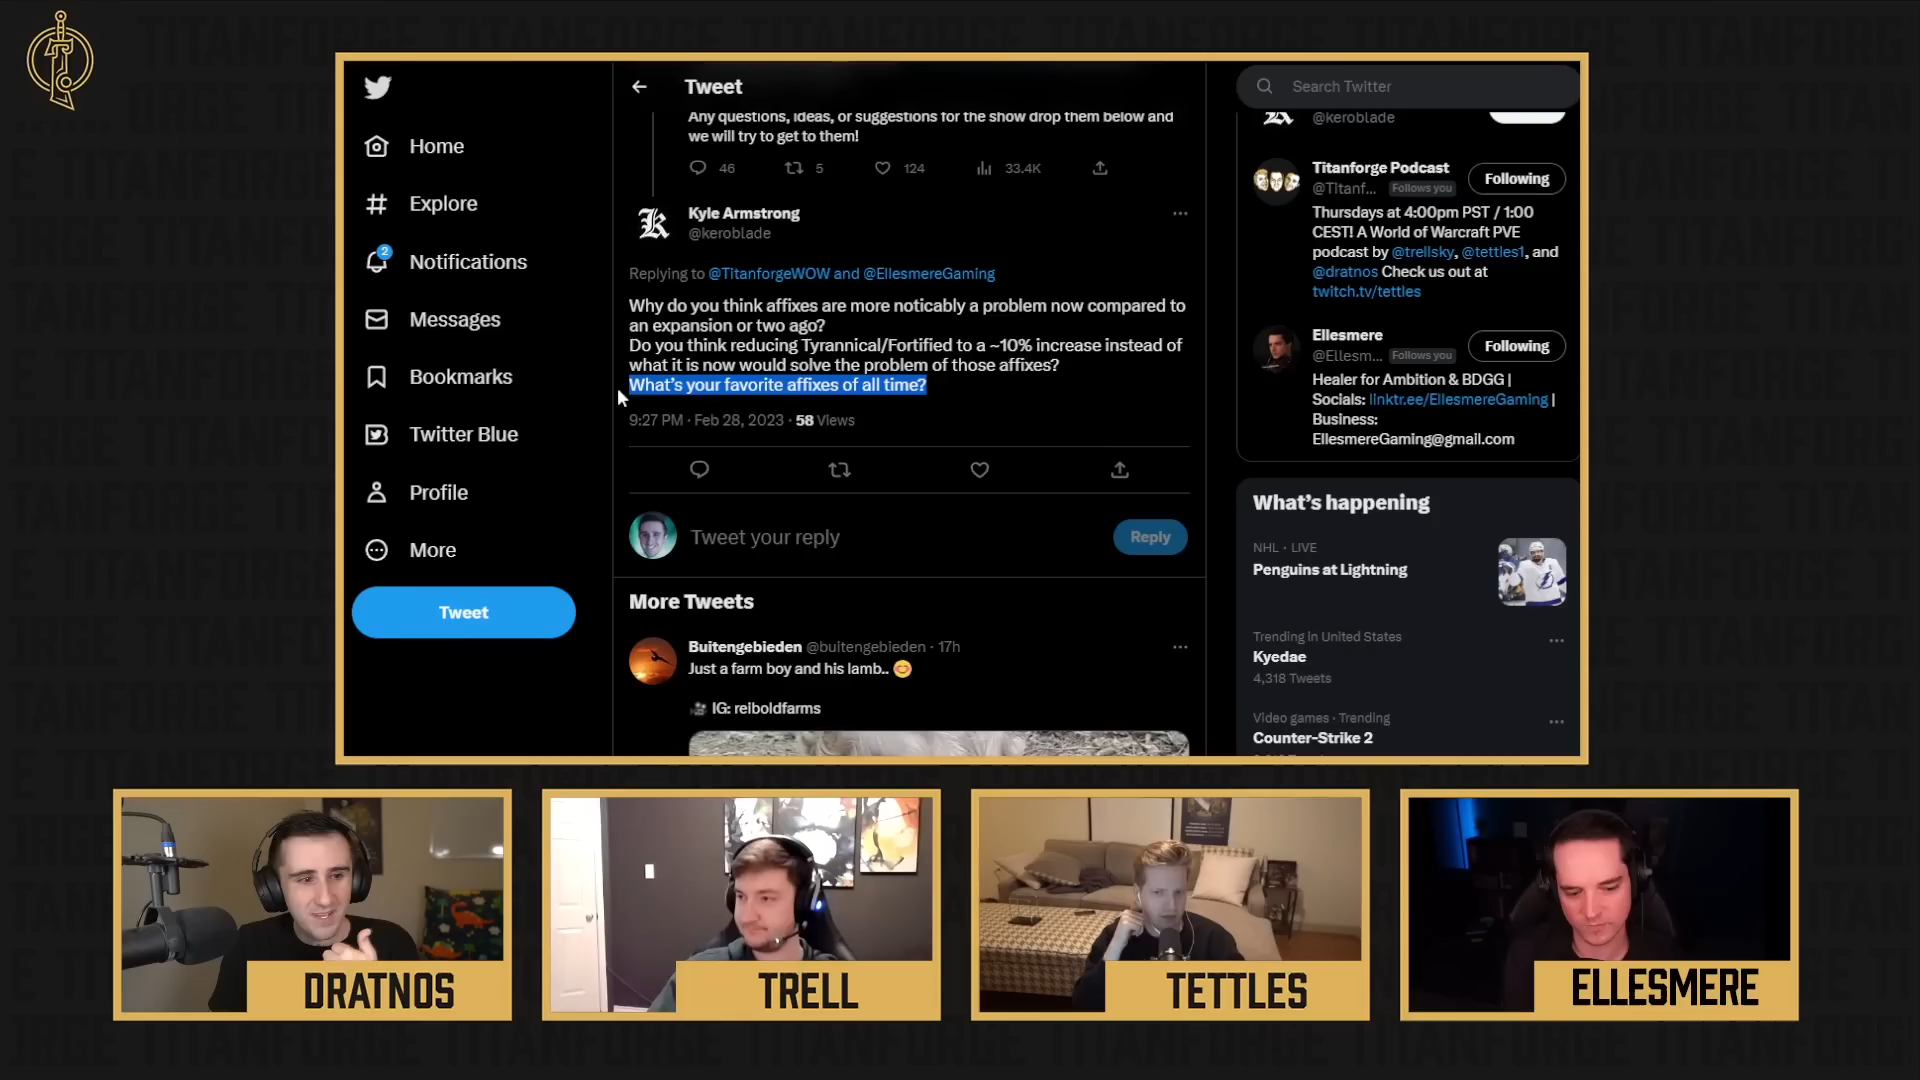 Home
Explore
2
Notifications
Messages
Bookmarks
Twitter Blue
Profile
More
Tweet
Tweet
Any questions, ideas, or suggestions for the show drop them below and
we will try to get to them!
46
5
124
33.4K
Kyle Armstrong
@keroblade
Replying to @TitanforgeWOW and @EllesmereGaming
Why do you think affixes are more noticably a problem now compared to
an expansion or two ago?
Do you think reducing Tyrannical/Fortified to a ~10% increase instead of
what it is now would solve the problem of those affixes?
What's your favorite affixes of all time?
9:27 PM · Feb 28, 2023 · 58 Views
Tweet your reply
Reply
More Tweets
Buitengebieden @buitengebieden · 17h
Just a farm boy and his lamb.. 😊
🎥 IG: reiboldfarms
Search Twitter
@keroblade
Titanforge Podcast
@Titanf... Follows you
Following
Thursdays at 4:00pm PST / 1:00
CEST! A World of Warcraft PVE
podcast by @trellsky, @tettles1, and
@dratnos Check us out at
twitch.tv/tettles
Ellesmere
@Ellesm... Follows you
Following
Healer for Ambition & BDGG |
Socials: linktr.ee/EllesmereGaming |
Business:
EllesmereGaming@gmail.com
What's happening
NHL · LIVE
Penguins at Lightning
Trending in United States
Kyedae
4,318 Tweets
Video games · Trending
Counter-Strike 2
DRATNOS
TRELL
TETTLES
ELLESMERE